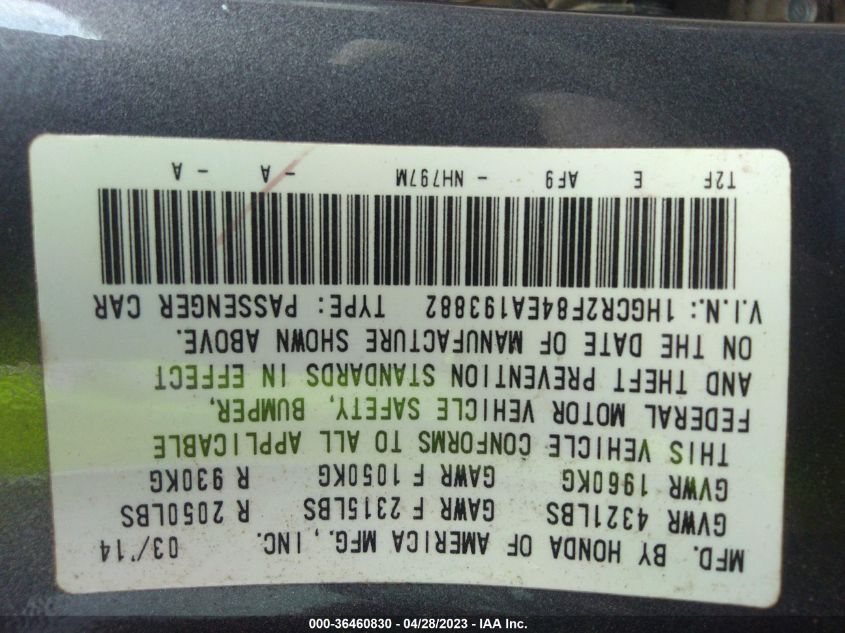 MFD. BY HONDA OF AMERICA MFG., INC. 03/14
GVWR 4321LBS GAWR F 2315LBS R 2050LBS
GVWR 1960KG GAWR F 1050KG R 930KG
THIS VEHICLE CONFORMS TO ALL APPLICABLE
FEDERAL MOTOR VEHICLE SAFETY, BUMPER,
AND THEFT PREVENTION STANDARDS IN EFFECT
ON THE DATE OF MANUFACTURE SHOWN ABOVE.
V.I.N.: 1HGCR2F84EA193882 TYPE: PASSENGER CAR
T2F E AF9 - NH797M - A - A
000-36460830 - 04/28/2023 - IAA Inc.